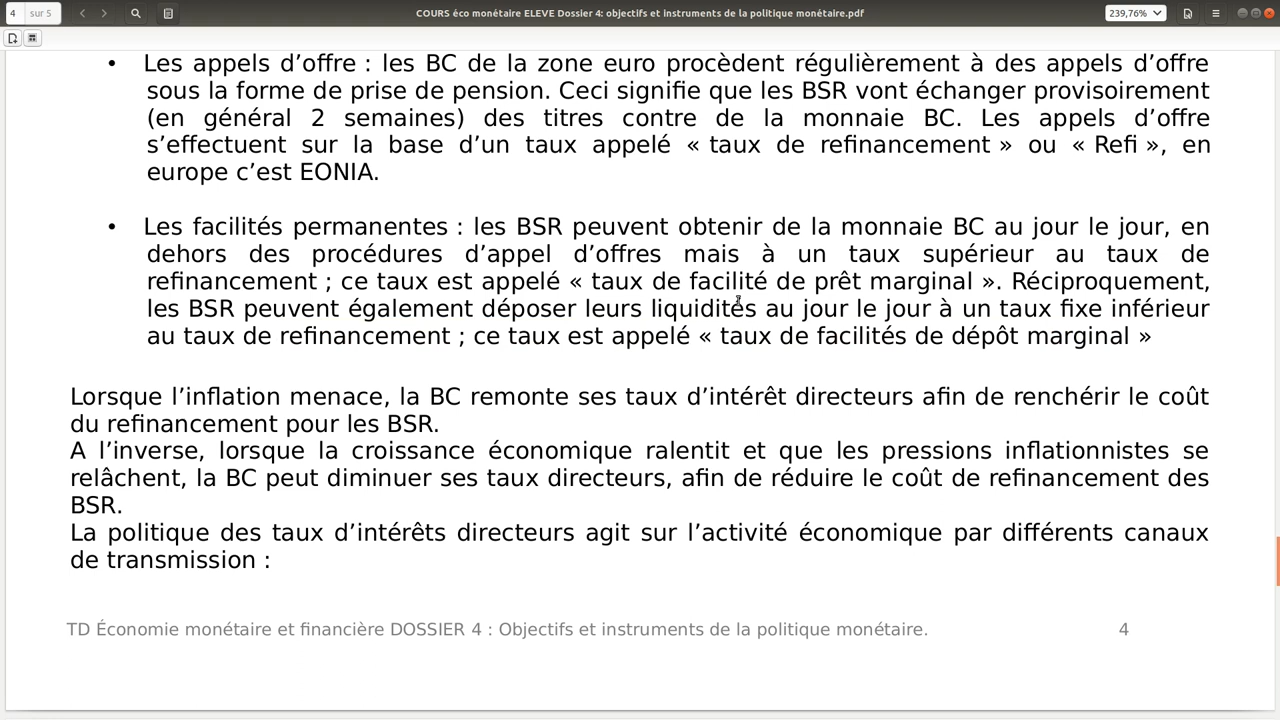 4 sur 5
COURS éco monétaire ELEVE Dossier 4: objectifs et instruments de la politique monétaire.pdf
239,76%
• Les appels d’offre : les BC de la zone euro procèdent régulièrement à des appels d’offre
sous la forme de prise de pension. Ceci signifie que les BSR vont échanger provisoirement
(en général 2 semaines) des titres contre de la monnaie BC. Les appels d’offre
s’effectuent sur la base d’un taux appelé « taux de refinancement » ou « Refi », en
europe c’est EONIA.
• Les facilités permanentes : les BSR peuvent obtenir de la monnaie BC au jour le jour, en
dehors des procédures d’appel d’offres mais à un taux supérieur au taux de
refinancement ; ce taux est appelé « taux de facilité de prêt marginal ». Réciproquement,
les BSR peuvent également déposer leurs liquidités au jour le jour à un taux fixe inférieur
au taux de refinancement ; ce taux est appelé « taux de facilités de dépôt marginal »
Lorsque l’inflation menace, la BC remonte ses taux d’intérêt directeurs afin de renchérir le coût
du refinancement pour les BSR.
A l’inverse, lorsque la croissance économique ralentit et que les pressions inflationnistes se
relâchent, la BC peut diminuer ses taux directeurs, afin de réduire le coût de refinancement des
BSR.
La politique des taux d’intérêts directeurs agit sur l’activité économique par différents canaux
de transmission :
TD Économie monétaire et financière DOSSIER 4 : Objectifs et instruments de la politique monétaire. 4